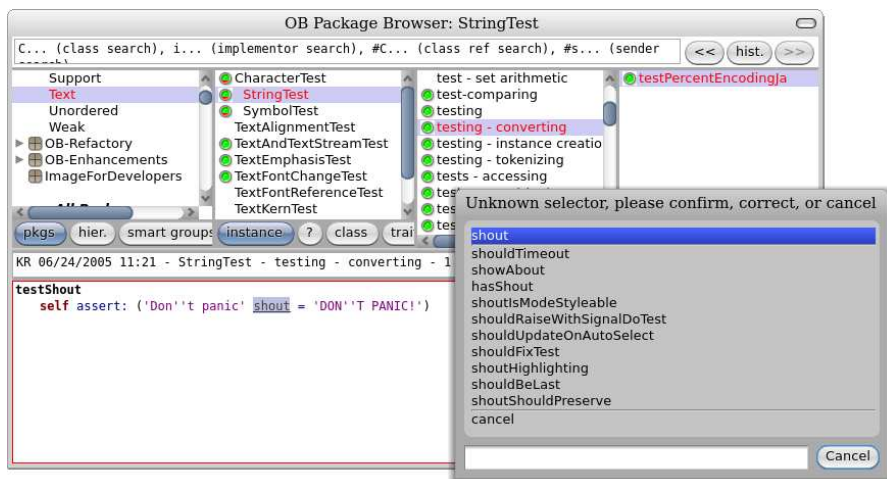 OB Package Browser: StringTest
C... (class search), i... (implementor search), #C... (class ref search), #s... (sender
<< hist. >>
Support
Text
Unordered
Weak
OB-Refactory
OB-Enhancements
ImageForDevelopers
CharacterTest
StringTest
SymbolTest
TextAlignmentTest
TextAndTextStreamTest
TextEmphasisTest
TextFontChangeTest
TextFontReferenceTest
TextKernTest
test - set arithmetic
test-comparing
testing
testing - converting
testing - instance creatio
testing - tokenizing
tests - accessing
tes
tes
testPercentEncodingJa
pkgs hier. smart groups instance ? class trai
KR 06/24/2005 11:21 - StringTest - testing - converting - 1
testShout
self assert: ('Don''t panic' shout = 'DON''T PANIC!')
Unknown selector, please confirm, correct, or cancel
shout
shouldTimeout
showAbout
hasShout
shoutIsModeStyleable
shouldRaiseWithSignalDoTest
shouldUpdateOnAutoSelect
shouldFixTest
shoutHighlighting
shouldBeLast
shoutShouldPreserve
cancel
Cancel